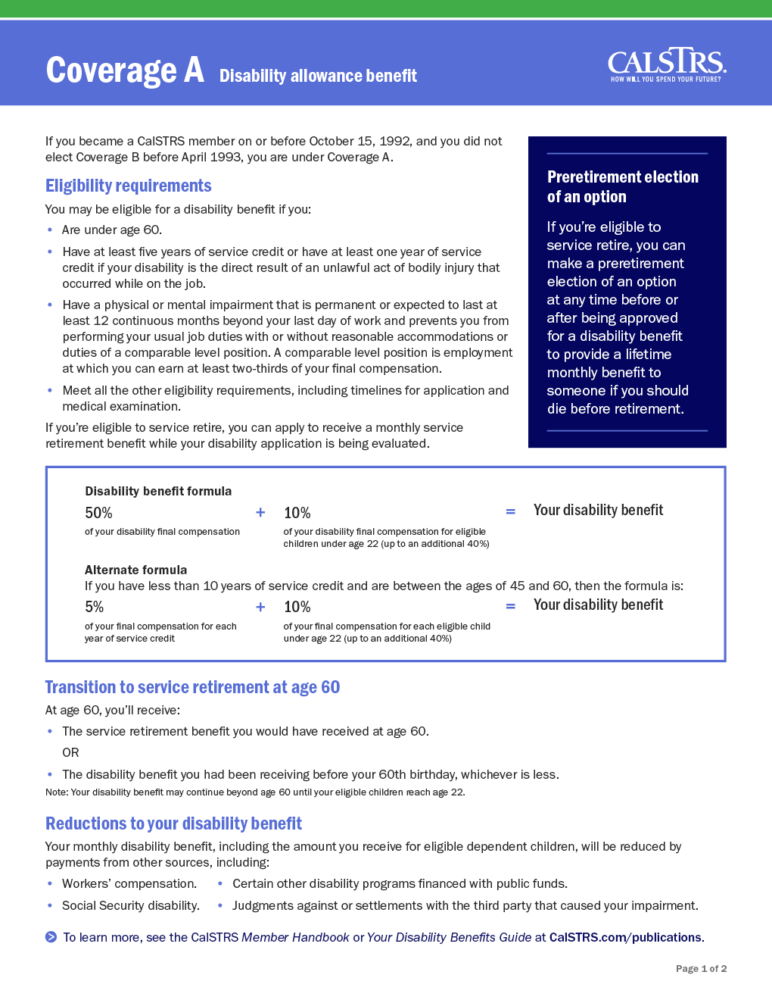 Coverage A Disability allowance benefit
CALSTRS.
HOW WILL YOU SPEND YOUR FUTURE?
If you became a CalSTRS member on or before October 15, 1992, and you did not
elect Coverage B before April 1993, you are under Coverage A.
Eligibility requirements
You may be eligible for a disability benefit if you:
• Are under age 60.
• Have at least five years of service credit or have at least one year of service
credit if your disability is the direct result of an unlawful act of bodily injury that
occurred while on the job.
• Have a physical or mental impairment that is permanent or expected to last at
least 12 continuous months beyond your last day of work and prevents you from
performing your usual job duties with or without reasonable accommodations or
duties of a comparable level position. A comparable level position is employment
at which you can earn at least two-thirds of your final compensation.
• Meet all the other eligibility requirements, including timelines for application and
medical examination.
If you’re eligible to service retire, you can apply to receive a monthly service
retirement benefit while your disability application is being evaluated.
Preretirement election
of an option
If you’re eligible to
service retire, you can
make a preretirement
election of an option
at any time before or
after being approved
for a disability benefit
to provide a lifetime
monthly benefit to
someone if you should
die before retirement.
Disability benefit formula
50% + 10% = Your disability benefit
of your disability final compensation of your disability final compensation for eligible
children under age 22 (up to an additional 40%)
Alternate formula
If you have less than 10 years of service credit and are between the ages of 45 and 60, then the formula is:
5% + 10% = Your disability benefit
of your final compensation for each of your final compensation for each eligible child
year of service credit under age 22 (up to an additional 40%)
Transition to service retirement at age 60
At age 60, you’ll receive:
• The service retirement benefit you would have received at age 60.
OR
• The disability benefit you had been receiving before your 60th birthday, whichever is less.
Note: Your disability benefit may continue beyond age 60 until your eligible children reach age 22.
Reductions to your disability benefit
Your monthly disability benefit, including the amount you receive for eligible dependent children, will be reduced by
payments from other sources, including:
• Workers’ compensation. • Certain other disability programs financed with public funds.
• Social Security disability. • Judgments against or settlements with the third party that caused your impairment.
To learn more, see the CalSTRS Member Handbook or Your Disability Benefits Guide at CalSTRS.com/publications.
Page 1 of 2